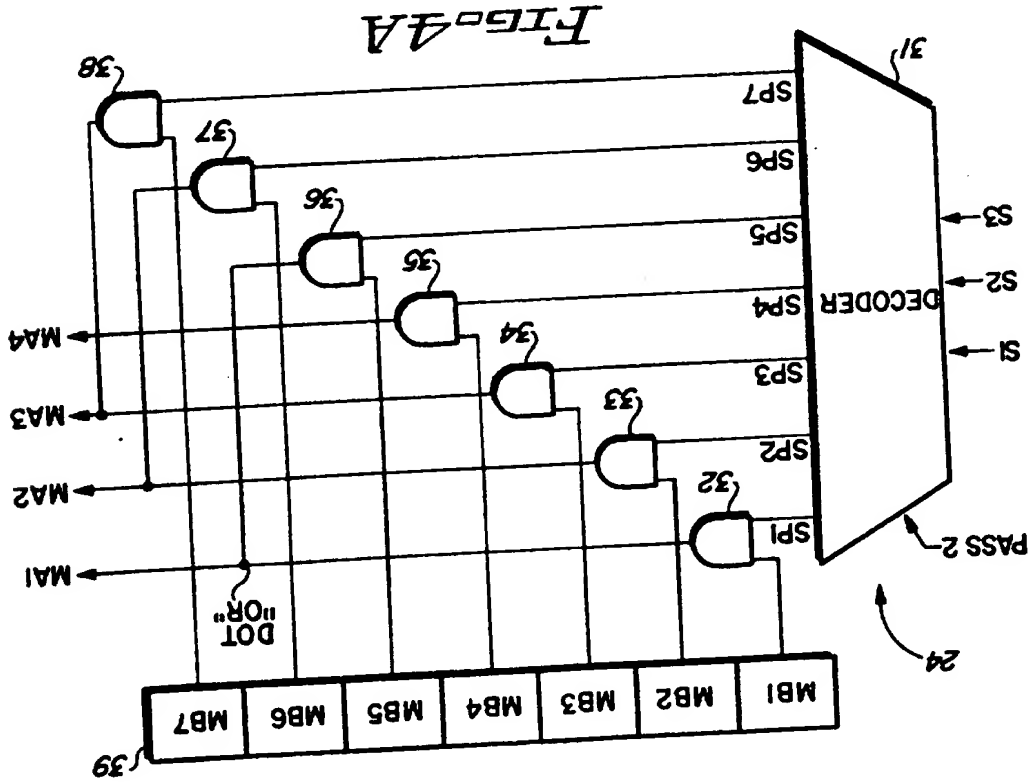 39
MB1 MB2 MB3 MB4 MB5 MB6 MB7
24
DOT
"OR"
PASS 2
MA1
SP1
32
MA2
SP2
33
MA3
SP3
34
S1
MA4
SP4
35
DECODER
S2
SP5
36
S3
SP6
37
SP7
38
31
FIG. 4A